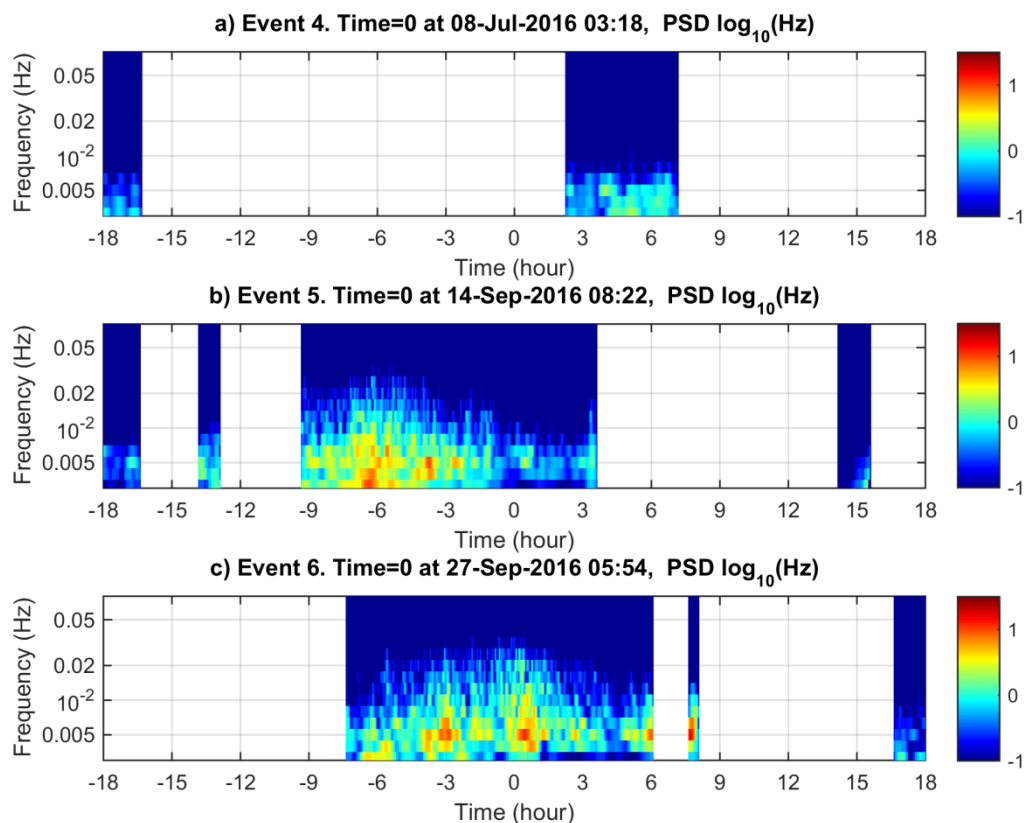 a) Event 4. Time=0 at 08-Jul-2016 03:18, PSD log10(Hz)
Frequency (Hz)
0.05
0.02
10-2
0.005
-18 -15 -12 -9 -6 -3 0 3 6 9 12 15 18
Time (hour)
1
0
-1
b) Event 5. Time=0 at 14-Sep-2016 08:22, PSD log10(Hz)
Frequency (Hz)
0.05
0.02
10-2
0.005
-18 -15 -12 -9 -6 -3 0 3 6 9 12 15 18
Time (hour)
1
0
-1
c) Event 6. Time=0 at 27-Sep-2016 05:54, PSD log10(Hz)
Frequency (Hz)
0.05
0.02
10-2
0.005
-18 -15 -12 -9 -6 -3 0 3 6 9 12 15 18
Time (hour)
1
0
-1